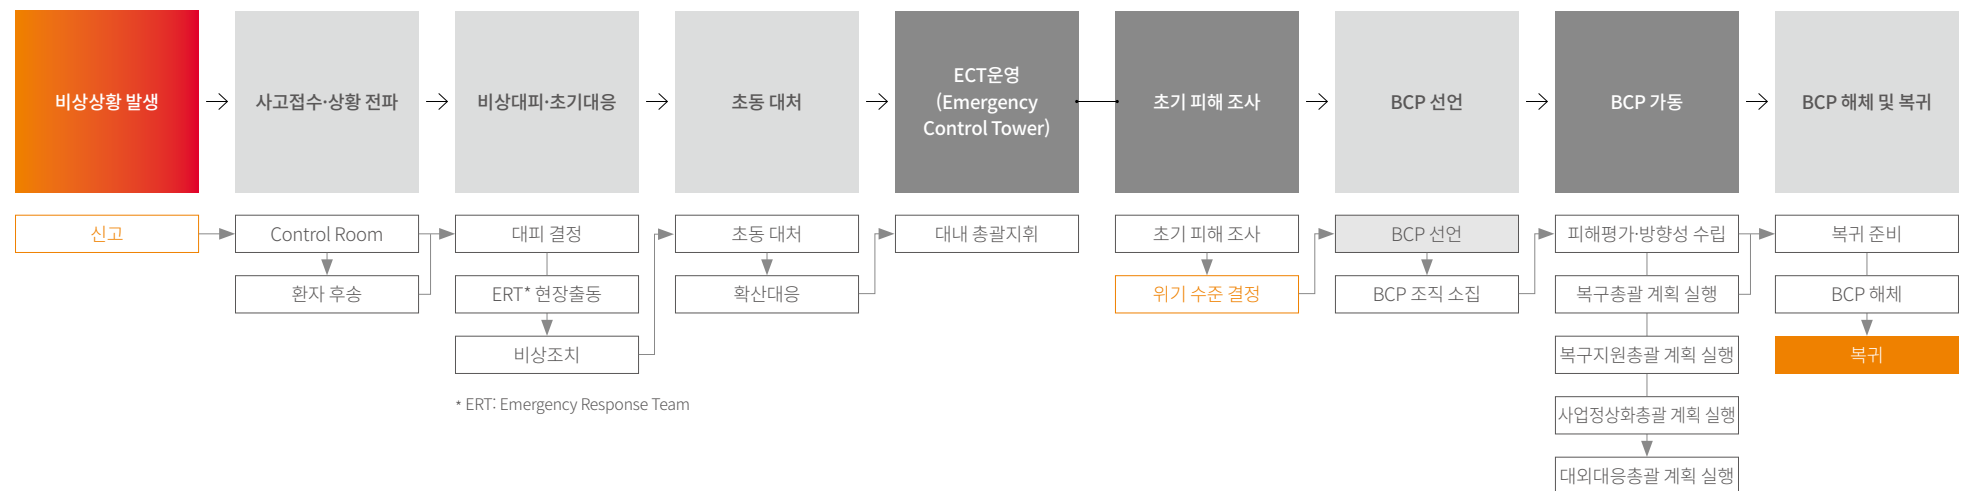 비상상황 발생
사고접수·상황 전파
비상대피·초기대응
초동 대처
ECT운영
(Emergency
Control Tower)
초기 피해 조사
BCP 선언
BCP 가동
BCP 해체 및 복귀
신고
Control Room
환자 후송
대피 결정
ERT* 현장출동
비상조치
* ERT: Emergency Response Team
초동 대처
확산대응
대내 총괄지휘
초기 피해 조사
위기 수준 결정
BCP 선언
BCP 조직 소집
피해평가·방향성 수립
복구총괄 계획 실행
복구지원총괄 계획 실행
사업정상화총괄 계획 실행
대외대응총괄 계획 실행
복귀 준비
BCP 해체
복귀